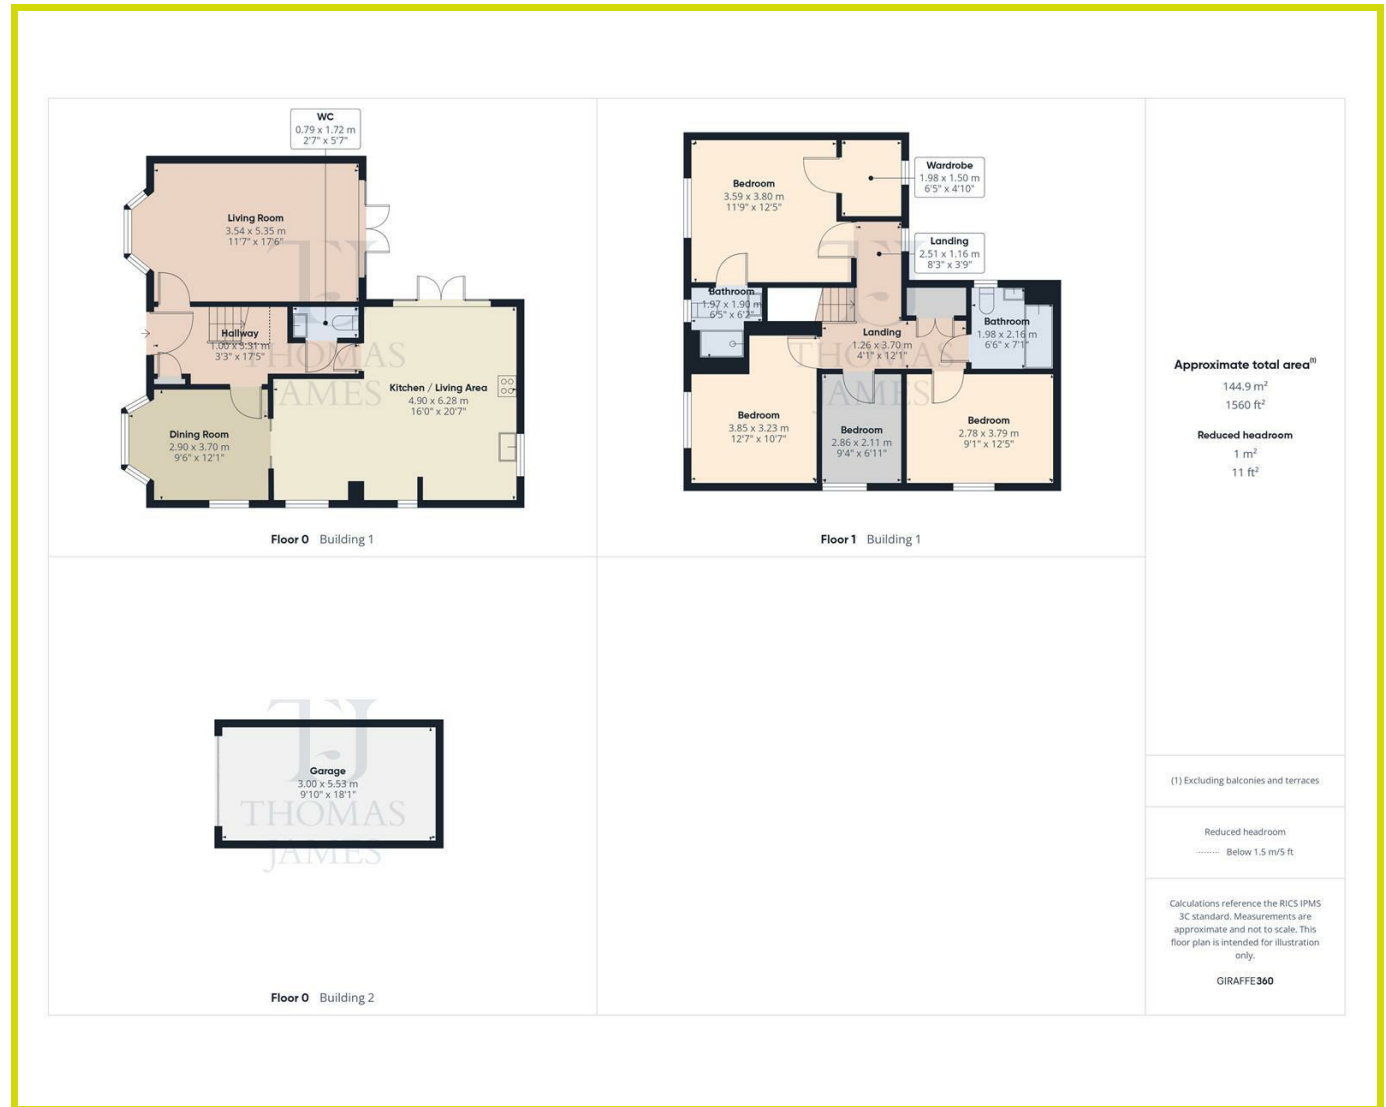 WC
0.79 x 1.72 m
2'7" x 5'7"
Living Room
3.54 x 5.35 m
11'7" x 17'6"
Hallway
1.00 x 5.31 m
3'3" x 17'5"
Kitchen / Living Area
4.90 x 6.28 m
16'0" x 20'7"
Dining Room
2.90 x 3.70 m
9'6" x 12'1"
TJ
THOMAS
JAMES
Floor 0 Building 1
Bedroom
3.59 x 3.80 m
11'9" x 12'5"
Wardrobe
1.98 x 1.50 m
6'5" x 4'10"
Landing
2.51 x 1.16 m
8'3" x 3'9"
Bathroom
1.97 x 1.90 m
6'5" x 6'2"
Landing
1.26 x 3.70 m
4'1" x 12'1"
Bathroom
1.98 x 2.16 m
6'6" x 7'1"
Bedroom
3.85 x 3.23 m
12'7" x 10'7"
Bedroom
2.86 x 2.11 m
9'4" x 6'11"
Bedroom
2.78 x 3.79 m
9'1" x 12'5"
TJ
THOMAS
JAMES
Floor 1 Building 1
Garage
3.00 x 5.53 m
9'10" x 18'1"
TJ
THOMAS
JAMES
Floor 0 Building 2
Approximate total area(1)
144.9 m²
1560 ft²
Reduced headroom
1 m²
11 ft²
(1) Excluding balconies and terraces
Reduced headroom
Below 1.5 m/5 ft
Calculations reference the RICS IPMS
3C standard. Measurements are
approximate and not to scale. This
floor plan is intended for illustration
only.
GIRAFFE360